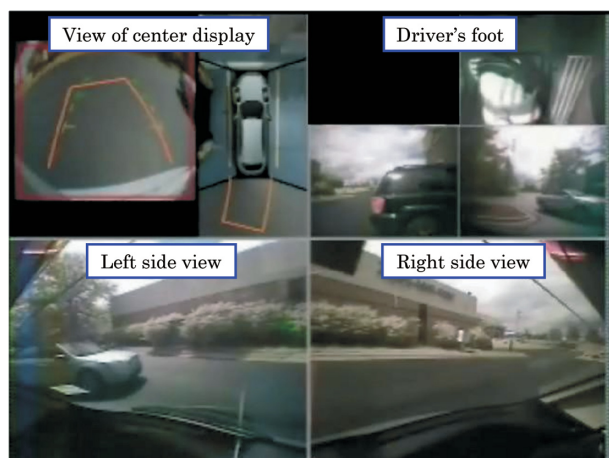 View of center display
Driver's foot
Left side view
Right side view